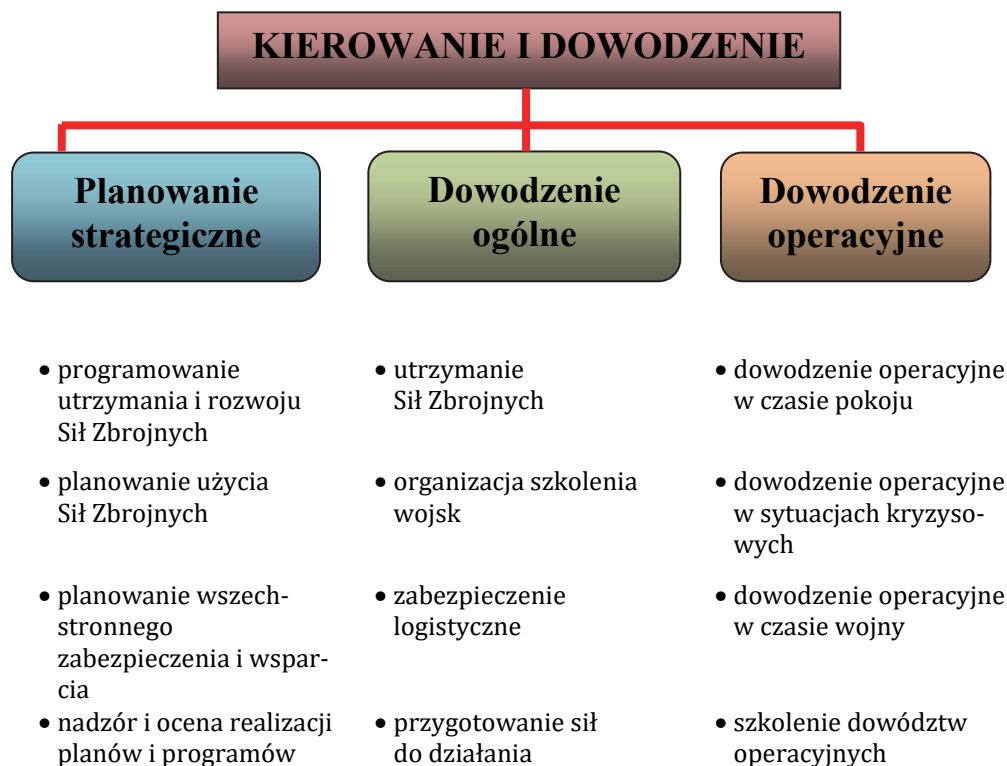 KIEROWANIE I DOWODZENIE
Planowanie
strategiczne
Dowodzenie
ogólne
Dowodzenie
operacyjne
• programowanie
utrzymania i rozwoju
Sił Zbrojnych
• planowanie użycia
Sił Zbrojnych
• planowanie wszech-
stronnego
zabezpieczenia i wspar-
cia
• nadzór i ocena realizacji
planów i programów
• utrzymanie
Sił Zbrojnych
• organizacja szkolenia
wojsk
• zabezpieczenie
logistyczne
• przygotowanie sił
do działania
• dowodzenie operacyjne
w czasie pokoju
• dowodzenie operacyjne
w sytuacjach kryzyso-
wych
• dowodzenie operacyjne
w czasie wojny
• szkolenie dowództw
operacyjnych